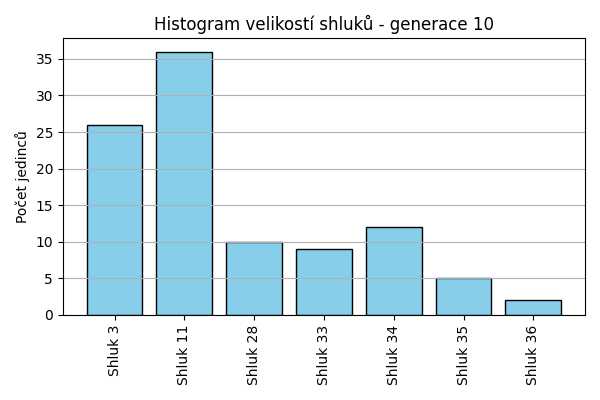 Histogram velikostí shluků - generace 10
Počet jedinců
35
30
25
20
15
10
5
0
Shluk 3
Shluk 11
Shluk 28
Shluk 33
Shluk 34
Shluk 35
Shluk 36